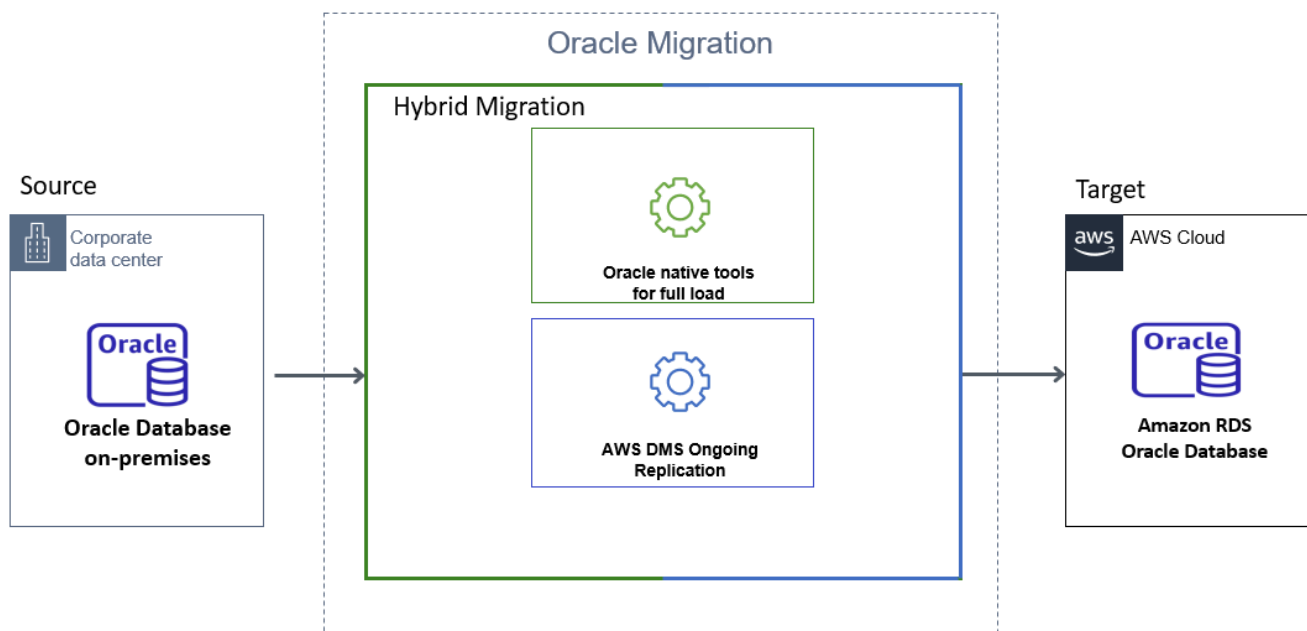 Oracle Migration
Hybrid Migration
Source
Corporate
data center
Oracle
Oracle Database
on-premises
Oracle native tools
for full load
AWS DMS Ongoing
Replication
Target
aws
AWS Cloud
Oracle
Amazon RDS
Oracle Database